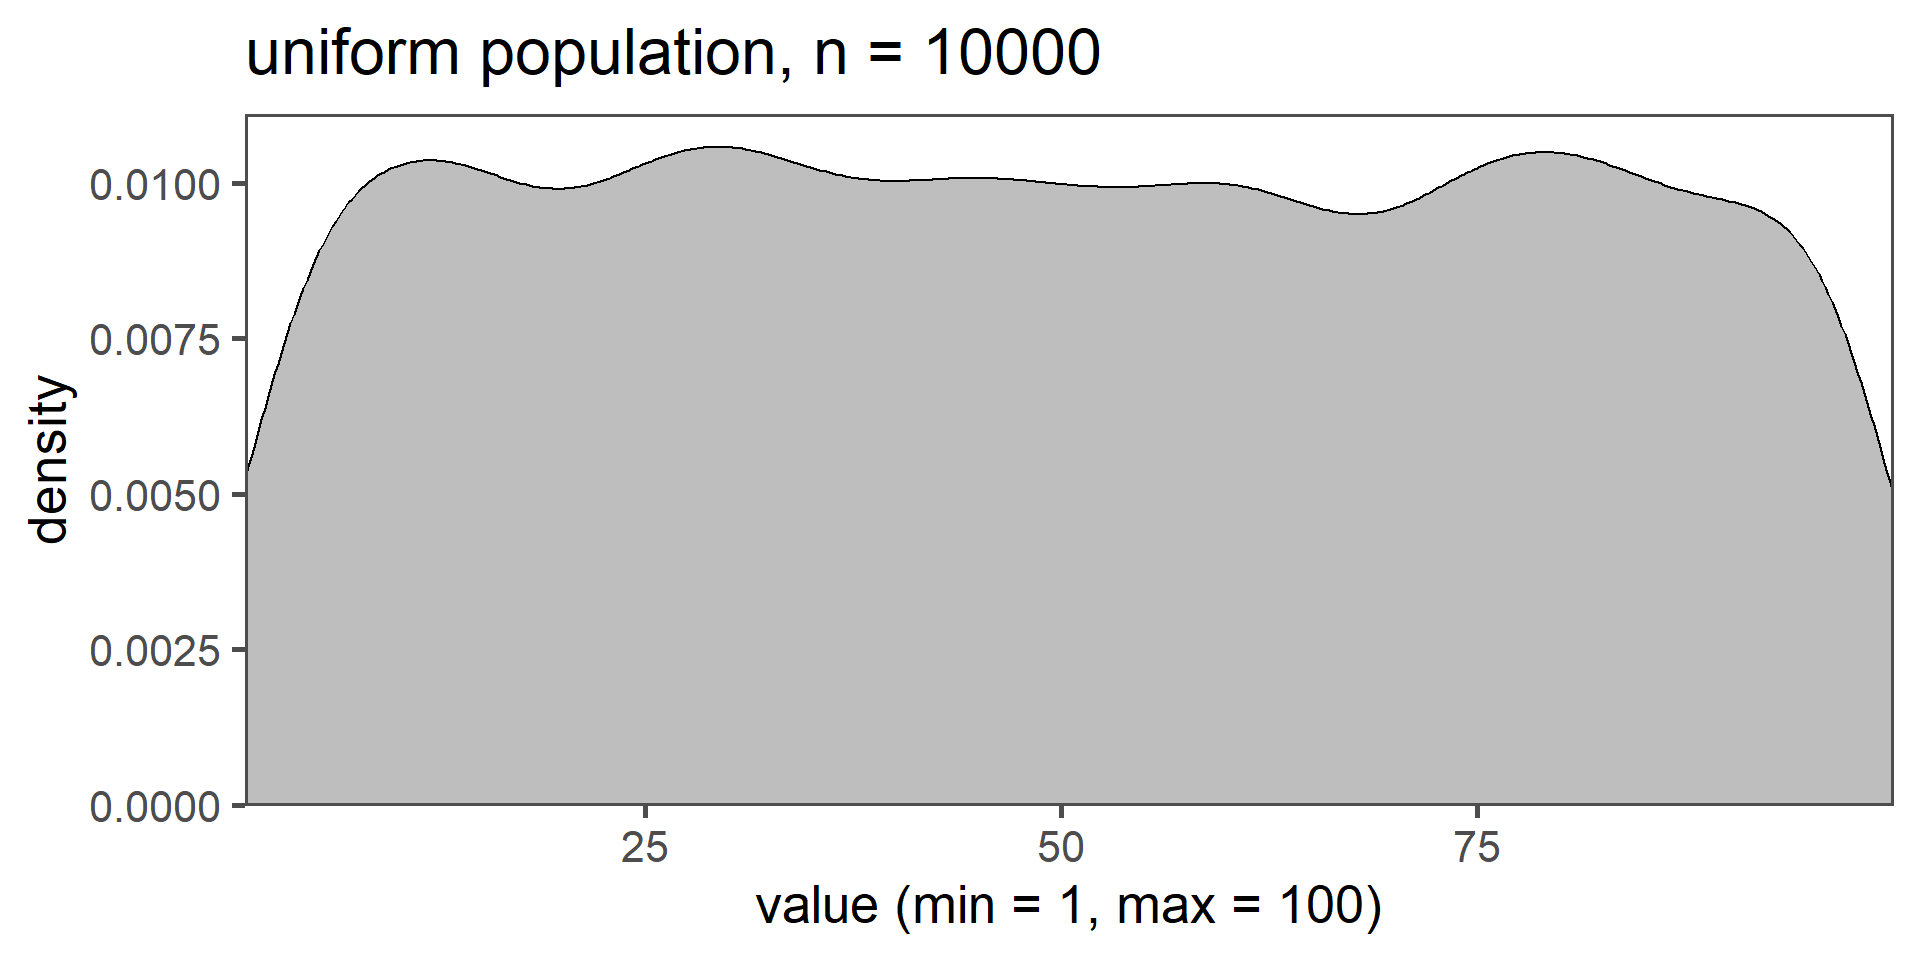 uniform population, n = 10000
density
0.0100
0.0075
0.0050
0.0025
0.0000
25 50 75
value (min = 1, max = 100)